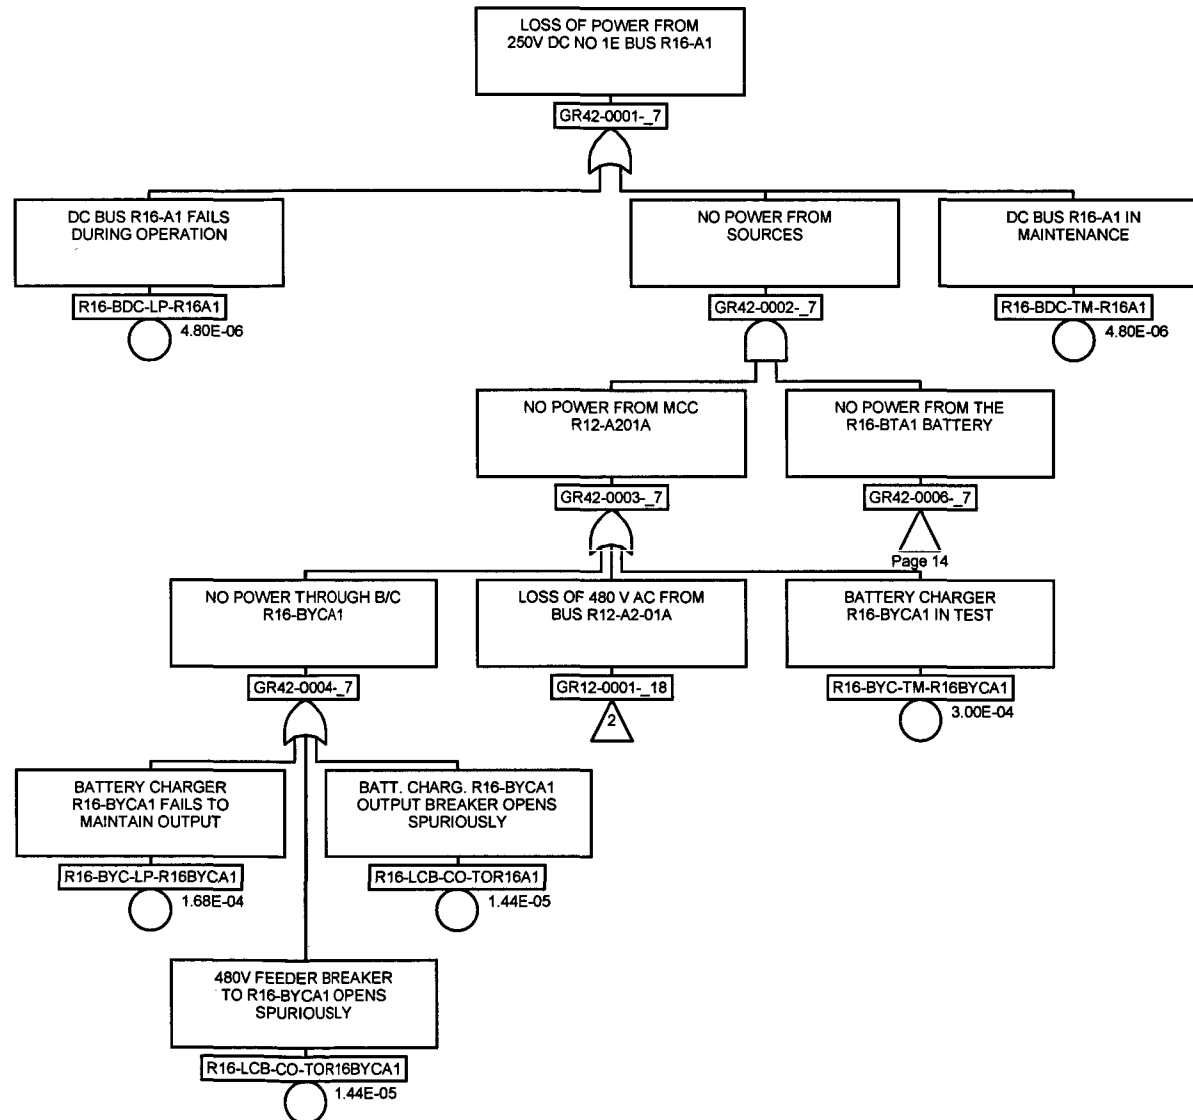 LOSS OF POWER FROM
250V DC NO 1E BUS R16-A1
GR42-0001-_7
DC BUS R16-A1 FAILS
DURING OPERATION
R16-BDC-LP-R16A1
4.80E-06
NO POWER FROM
SOURCES
GR42-0002-_7
DC BUS R16-A1 IN
MAINTENANCE
R16-BDC-TM-R16A1
4.80E-06
NO POWER FROM MCC
R12-A201A
GR42-0003-_7
NO POWER FROM THE
R16-BTA1 BATTERY
GR42-0006-_7
Page 14
NO POWER THROUGH B/C
R16-BYCA1
GR42-0004-_7
LOSS OF 480 V AC FROM
BUS R12-A2-01A
GR12-0001-_18
2
BATTERY CHARGER
R16-BYCA1 IN TEST
R16-BYC-TM-R16BYCA1
3.00E-04
BATTERY CHARGER
R16-BYCA1 FAILS TO
MAINTAIN OUTPUT
R16-BYC-LP-R16BYCA1
1.68E-04
BATT. CHARG. R16-BYCA1
OUTPUT BREAKER OPENS
SPURIOUSLY
R16-LCB-CO-TOR16A1
1.44E-05
480V FEEDER BREAKER
TO R16-BYCA1 OPENS
SPURIOUSLY
R16-LCB-CO-TOR16BYCA1
1.44E-05